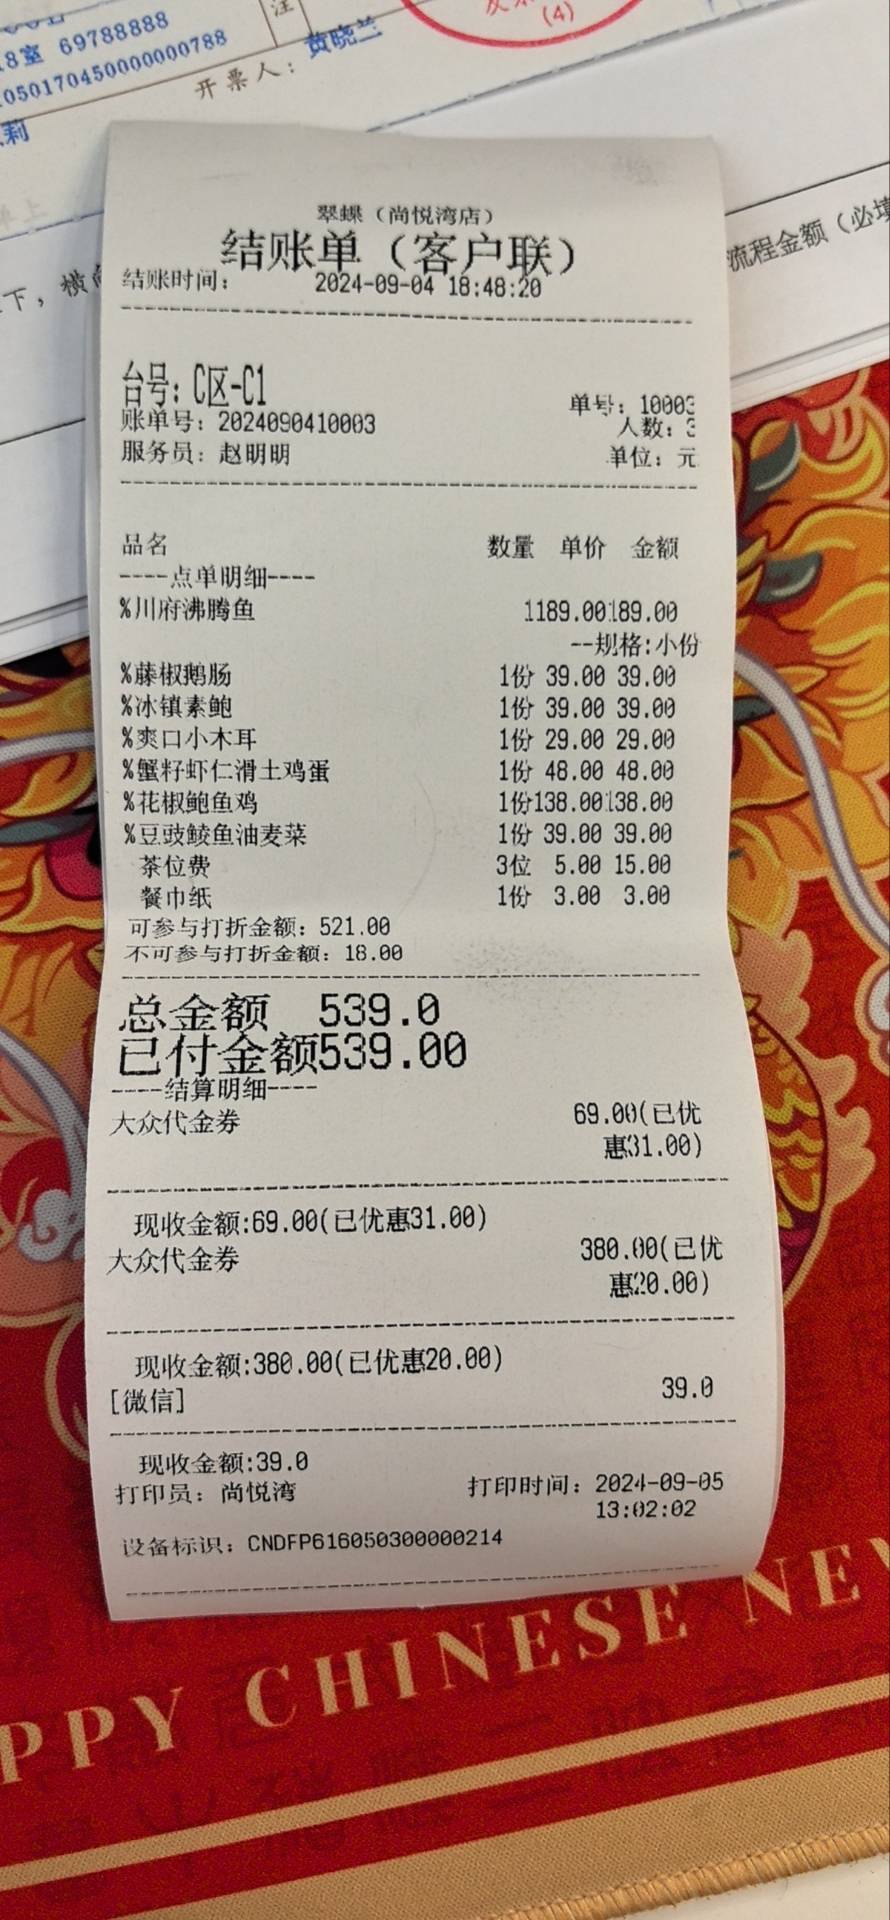 8室 69788888
050170450000000788
开票人：
黄晓兰
莉
注
(4)
流程金额（必填
下，横向
翠蝶（尚悦湾店）
结账单（客户联）
结账时间： 2024-09-04 18:48:20
台号：C区-C1
单号：10003
账单号：2024090410003
人数：3
服务员：赵明明
单位：元
品名 数量 单价 金额
----点单明细----
%川府沸腾鱼 1189.00189.00
--规格:小份
%藤椒鹅肠 1份 39.00 39.00
%冰镇素鲍 1份 39.00 39.00
%爽口小木耳 1份 29.00 29.00
%蟹籽虾仁滑土鸡蛋 1份 48.00 48.00
%花椒鲍鱼鸡 1份138.00138.00
%豆豉鲮鱼油麦菜 1份 39.00 39.00
茶位费 3位 5.00 15.00
餐巾纸 1份 3.00 3.00
可参与打折金额：521.00
不可参与打折金额：18.00
总金额 539.0
已付金额539.00
----结算明细----
大众代金券 69.00(已优
惠31.00)
现收金额:69.00(已优惠31.00)
大众代金券 380.00(已优
惠20.00)
现收金额:380.00(已优惠20.00)
[微信] 39.0
现收金额:39.0
打印员：尚悦湾 打印时间：2024-09-05
13:02:02
设备标识：CNDFP616050300000214
PPY CHINESE NEW